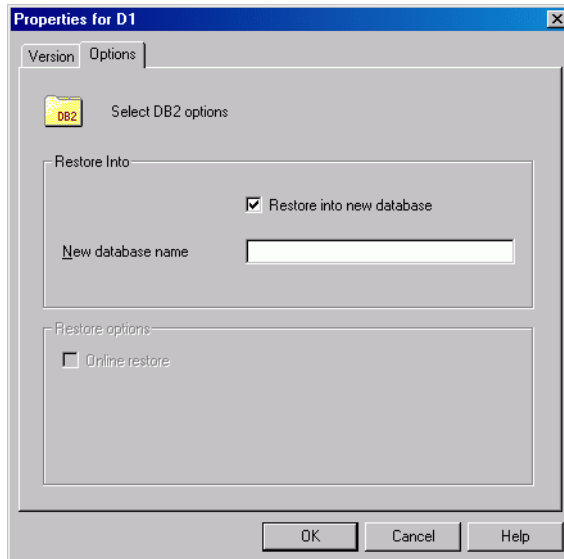 Properties for D1
Version
Options
DB2
Select DB2 options
Restore Into
Restore into new database
New database name
Restore options
Online restore
OK
Cancel
Help